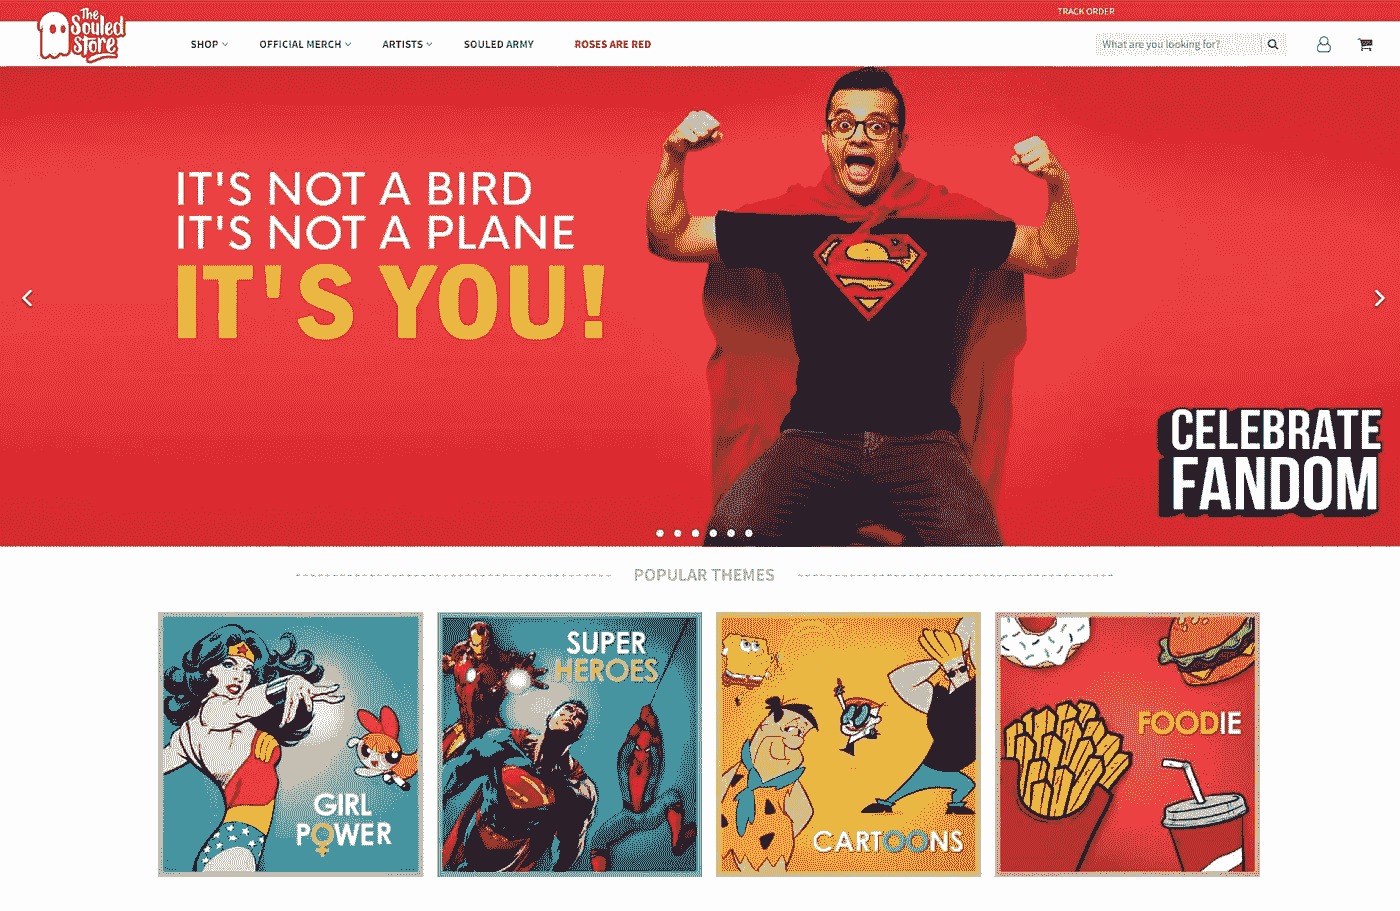 TRACK ORDER
The
Souled
Store
SHOP
OFFICIAL MERCH
ARTISTS
SOULED ARMY
ROSES ARE RED
What are you looking for?
IT'S NOT A BIRD
IT'S NOT A PLANE
IT'S YOU!
CELEBRATE
FANDOM
POPULAR THEMES
GIRL
POWER
SUPER
HEROES
CARTOONS
FOODIE